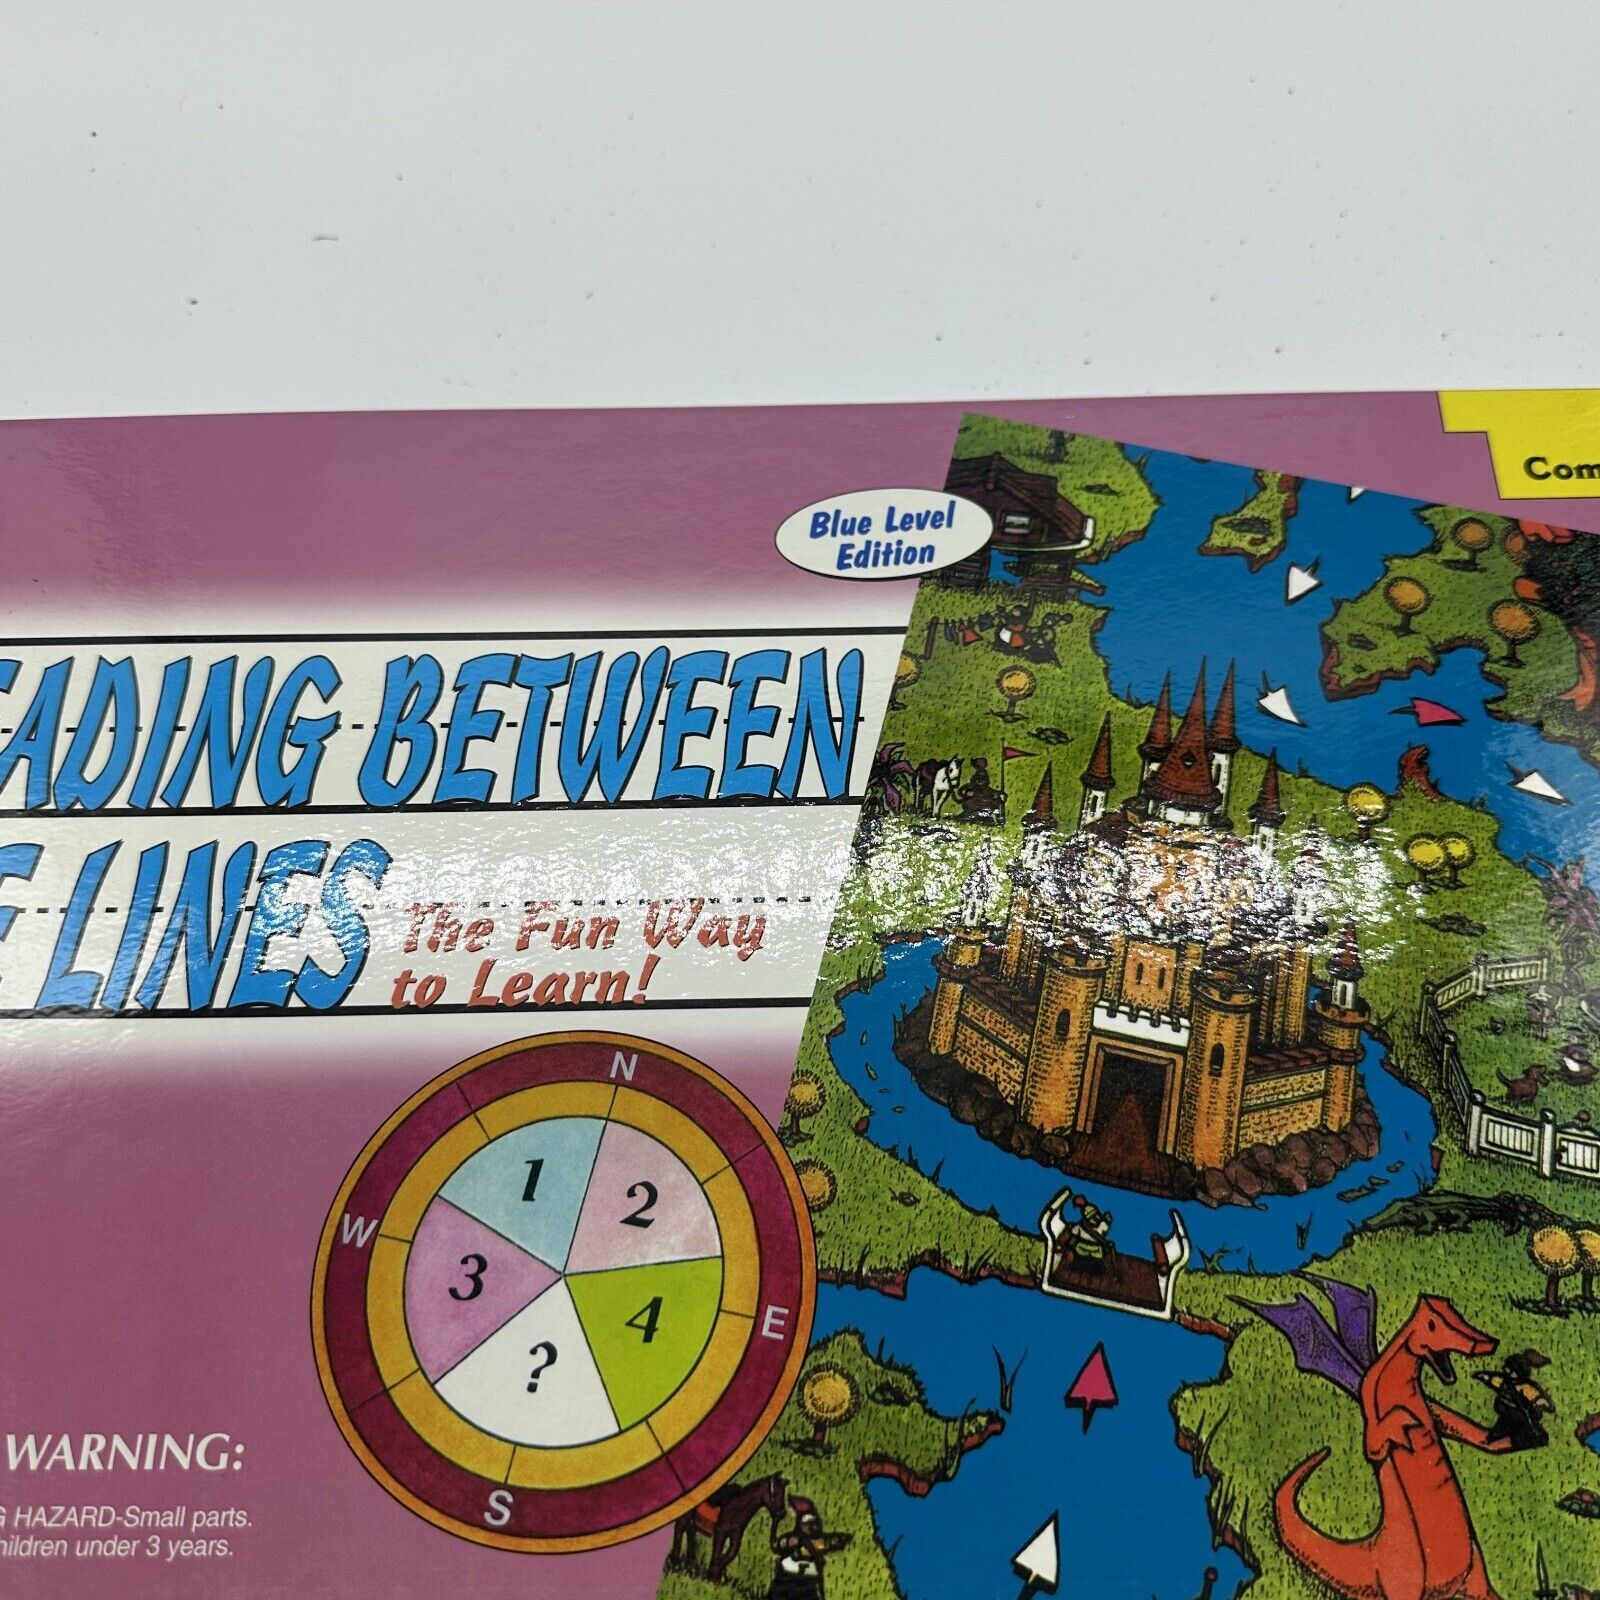 Com
Blue Level
Edition
EADING BETWEEN
E LINES
The Fun Way
to Learn!
N
1
2
W
3
4
E
?
S
WARNING:
G HAZARD-Small parts.
hildren under 3 years.